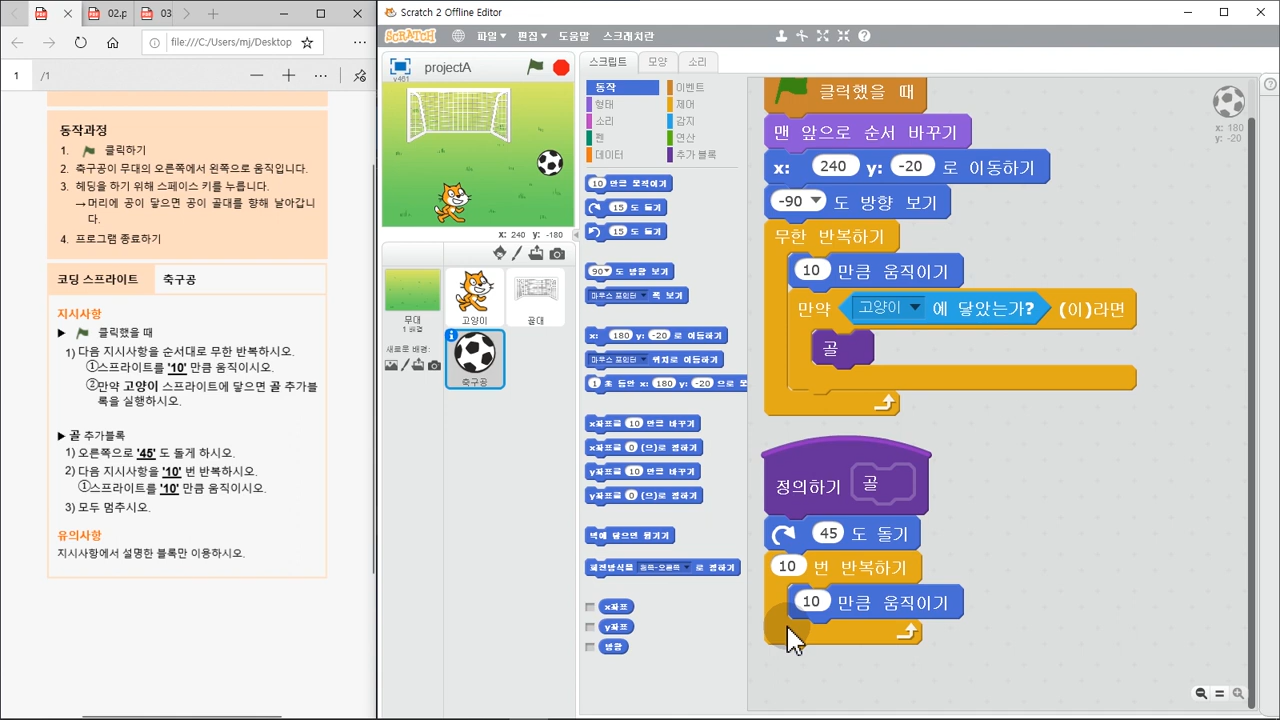 02.p
03
Scratch 2 Offline Editor
file:///C:/Users/mj/Desktop
1 /1
SCRATCH 파일▼ 편집▼ 도움말 스크래치란
v461
projectA
x: 240 y: -180
무대
1 배경
고양이
골대
새로운 배경:
축구공
동작과정
1. 클릭하기
2. 축구공이 무대의 오른쪽에서 왼쪽으로 움직입니다.
3. 헤딩을 하기 위해 스페이스 키를 누릅니다.
→머리에 공이 닿으면 공이 골대를 향해 날아갑니
다.
4. 프로그램 종료하기
코딩 스프라이트 축구공
지시사항
▶ 클릭했을 때
1) 다음 지시사항을 순서대로 무한 반복하시오.
①스프라이트를 '10' 만큼 움직이시오.
②만약 고양이 스프라이트에 닿으면 골 추가블
록을 실행하시오.
▶ 골 추가블록
1) 오른쪽으로 '45' 도 돌게 하시오.
2) 다음 지시사항을 '10' 번 반복하시오.
①스프라이트를 '10' 만큼 움직이시오.
3) 모두 멈추시오.
유의사항
지시사항에서 설명한 블록만 이용하시오.
스크립트 모양 소리
동작 이벤트
형태 제어
소리 감지
펜 연산
데이터 추가 블록
10 만큼 움직이기
15 도 돌기
15 도 돌기
90▼ 도 방향 보기
마우스 포인터 쪽 보기
x: 180 y: -20 로 이동하기
마우스 포인터 위치로 이동하기
1 초 동안 x: 180 y: -20 으로
x좌표를 10 만큼 바꾸기
x좌표를 0 (으)로 정하기
y좌표를 10 만큼 바꾸기
y좌표를 0 (으)로 정하기
벽에 닿으면 튕기기
회전방식을 왼쪽-오른쪽 로 정하기
x좌표
y좌표
방향
클릭했을 때
맨 앞으로 순서 바꾸기
x: 240 y: -20 로 이동하기
-90 ▼ 도 방향 보기
무한 반복하기
10 만큼 움직이기
만약 고양이 ▼ 에 닿았는가? (이)라면
골
정의하기 골
45 도 돌기
10 번 반복하기
10 만큼 움직이기
x: 180
y: -20